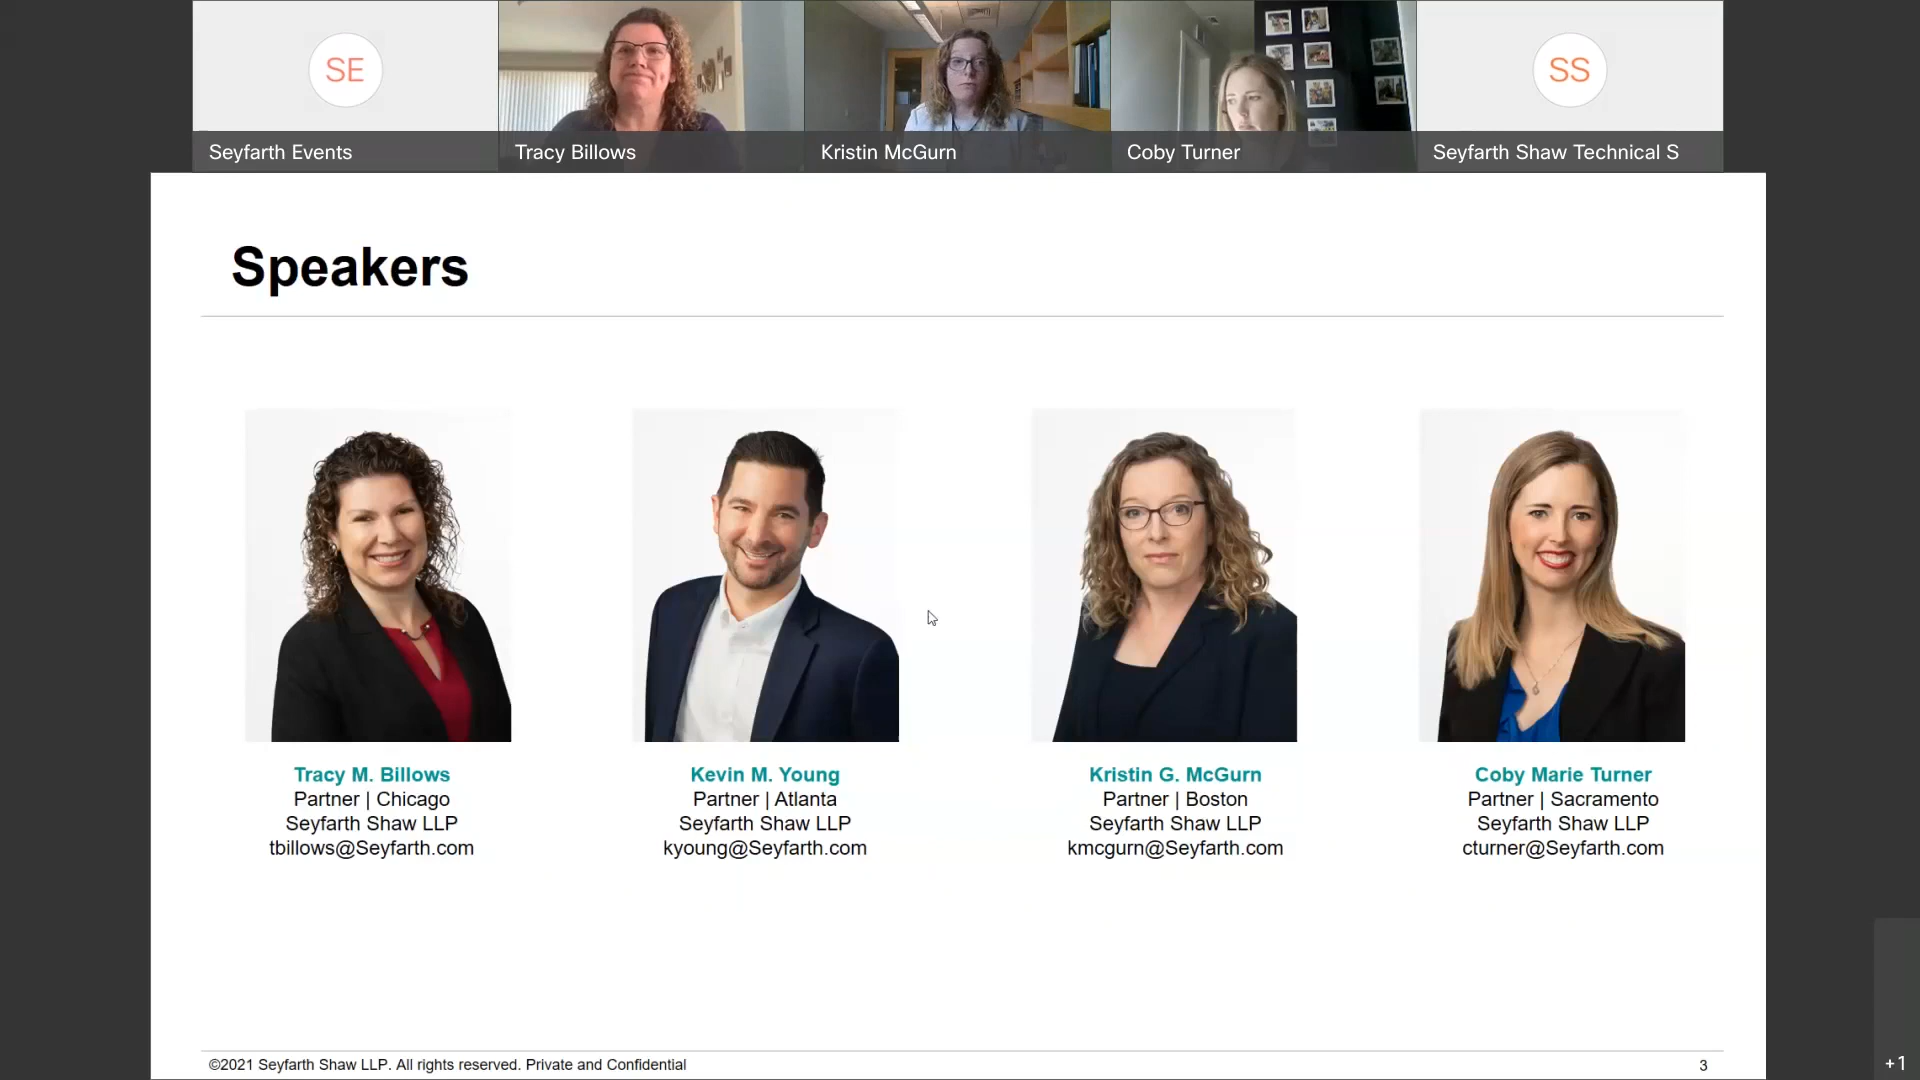 SE
SS
Seyfarth Events
Tracy Billows
Kristin McGurn
Coby Turner
Seyfarth Shaw Technical S
Speakers
Tracy M. Billows
Partner | Chicago
Seyfarth Shaw LLP
tbillows@Seyfarth.com
Kevin M. Young
Partner | Atlanta
Seyfarth Shaw LLP
kyoung@Seyfarth.com
Kristin G. McGurn
Partner | Boston
Seyfarth Shaw LLP
kmcgurn@Seyfarth.com
Coby Marie Turner
Partner | Sacramento
Seyfarth Shaw LLP
cturner@Seyfarth.com
©2021 Seyfarth Shaw LLP. All rights reserved. Private and Confidential
3
+1